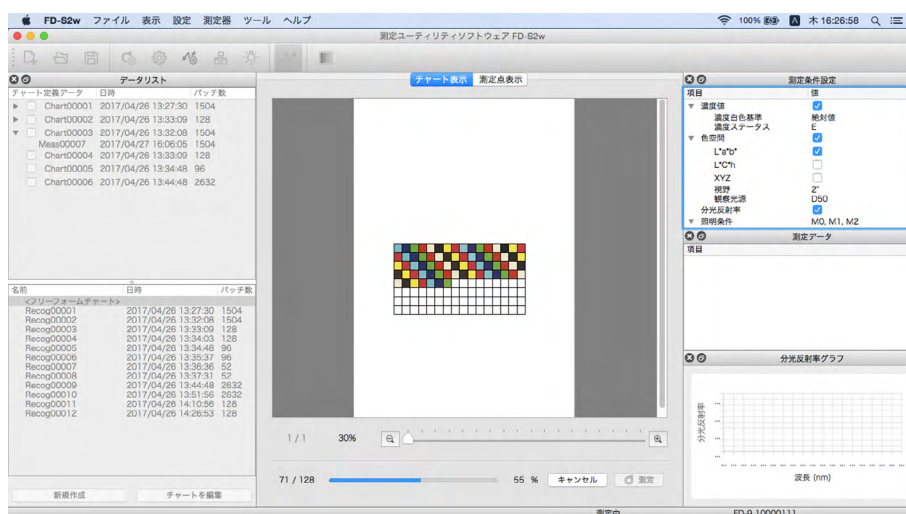 FD-S2w ファイル 表示 設定 測定器 ツール ヘルプ
100% 木 16:26:58
測定ユーティリティソフトウェア FD-S2w
データリスト
チャート定義データ 日時 パッチ数
Chart00001 2017/04/26 13:27:30 1504
Chart00002 2017/04/26 13:33:09 128
Chart00003 2017/04/26 13:32:08 1504
Meas00007 2017/04/27 16:06:05 1504
Chart00004 2017/04/26 13:33:09 128
Chart00005 2017/04/26 13:34:48 96
Chart00006 2017/04/26 13:44:48 2632
名前 日時 パッチ数
<フリーフォームチャート>
Recog00001 2017/04/26 13:27:30 1504
Recog00002 2017/04/26 13:32:08 1504
Recog00003 2017/04/26 13:33:09 128
Recog00004 2017/04/26 13:34:03 128
Recog00005 2017/04/26 13:34:48 96
Recog00006 2017/04/26 13:35:37 96
Recog00007 2017/04/26 13:36:36 52
Recog00008 2017/04/26 13:37:31 52
Recog00009 2017/04/26 13:44:48 2632
Recog00010 2017/04/26 13:51:56 2632
Recog00011 2017/04/26 14:10:56 128
Recog00012 2017/04/26 14:26:53 128
新規作成 チャートを編集
チャート表示 測定点表示
1 / 1 30%
71 / 128 55 % キャンセル 測定
測定条件設定
項目 値
濃度値
濃度白色基準 絶対値
濃度ステータス E
色空間
L*a*b*
L*C*h
XYZ
視野 2°
観察光源 D50
分光反射率
照明条件 M0, M1, M2
測定データ
項目
分光反射率グラフ
分光反射率
波長 (nm)
測定中 FD-9 10000111